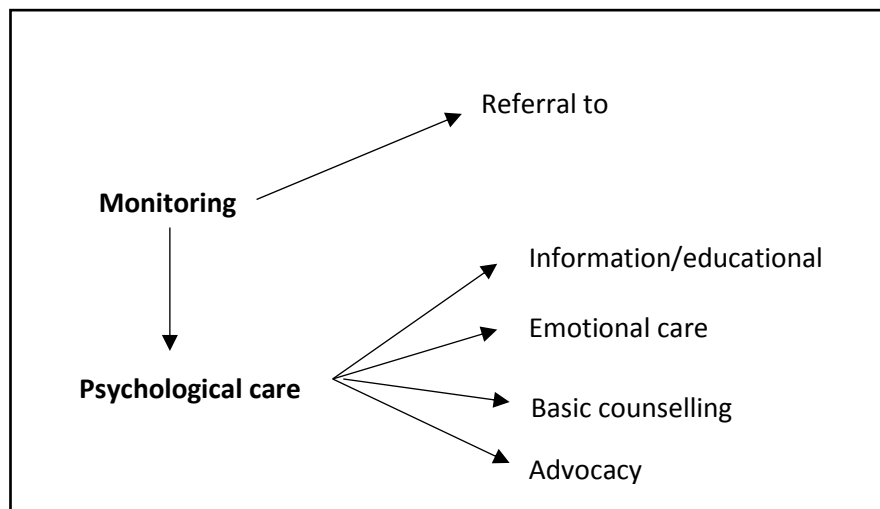 Referral to
Monitoring
Information/educational
Emotional care
Psychological care
Basic counselling
Advocacy